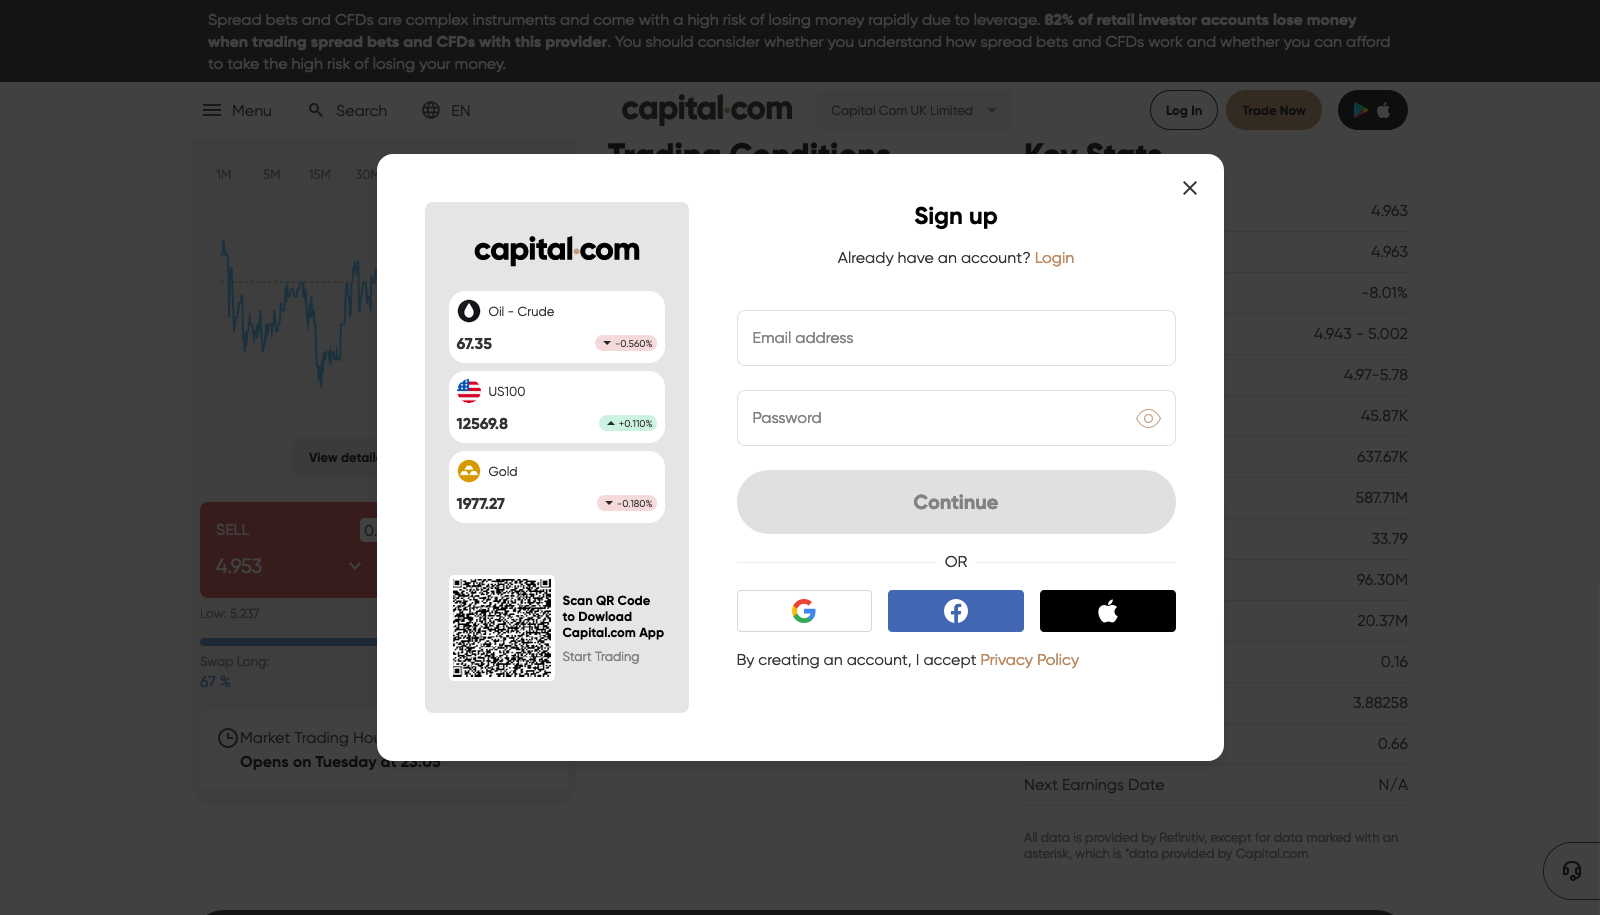 Spread bets and CFDs are complex instruments and come with a high risk of losing money rapidly due to leverage. 82% of retail investor accounts lose money
when trading spread bets and CFDs with this provider. You should consider whether you understand how spread bets and CFDs work and whether you can afford
to take the high risk of losing your money.
Menu
Search
EN
capital.com
Capital Com UK Limited
Log In
Trade Now
Trading Conditions
Key Stats
1M
5M
15M
30M
View details
SELL
4.953
Low: 5.237
Swap Long:
67 %
Market Trading Hou
Opens on Tuesday at 23:05
Sign up
Already have an account? Login
capital.com
Oil - Crude
67.35
-0.560%
US100
12569.8
+0.110%
Gold
1977.27
-0.180%
Scan QR Code
to Dowload
Capital.com App
Start Trading
Email address
Password
Continue
OR
By creating an account, I accept Privacy Policy
4.963
4.963
-8.01%
4.943 - 5.002
4.97-5.78
45.87K
637.67K
587.71M
33.79
96.30M
20.37M
0.16
3.88258
0.66
Next Earnings Date
N/A
All data is provided by Refinitiv, except for data marked with an
asterisk, which is *data provided by Capital.com